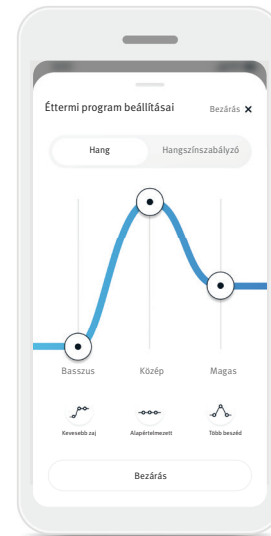 Éttermi program beállításai Bezárás ×
Hang Hangszínszabályzó
Basszus Közép Magas
Kevesebb zaj Alapértelmezett Több beszéd
Bezárás